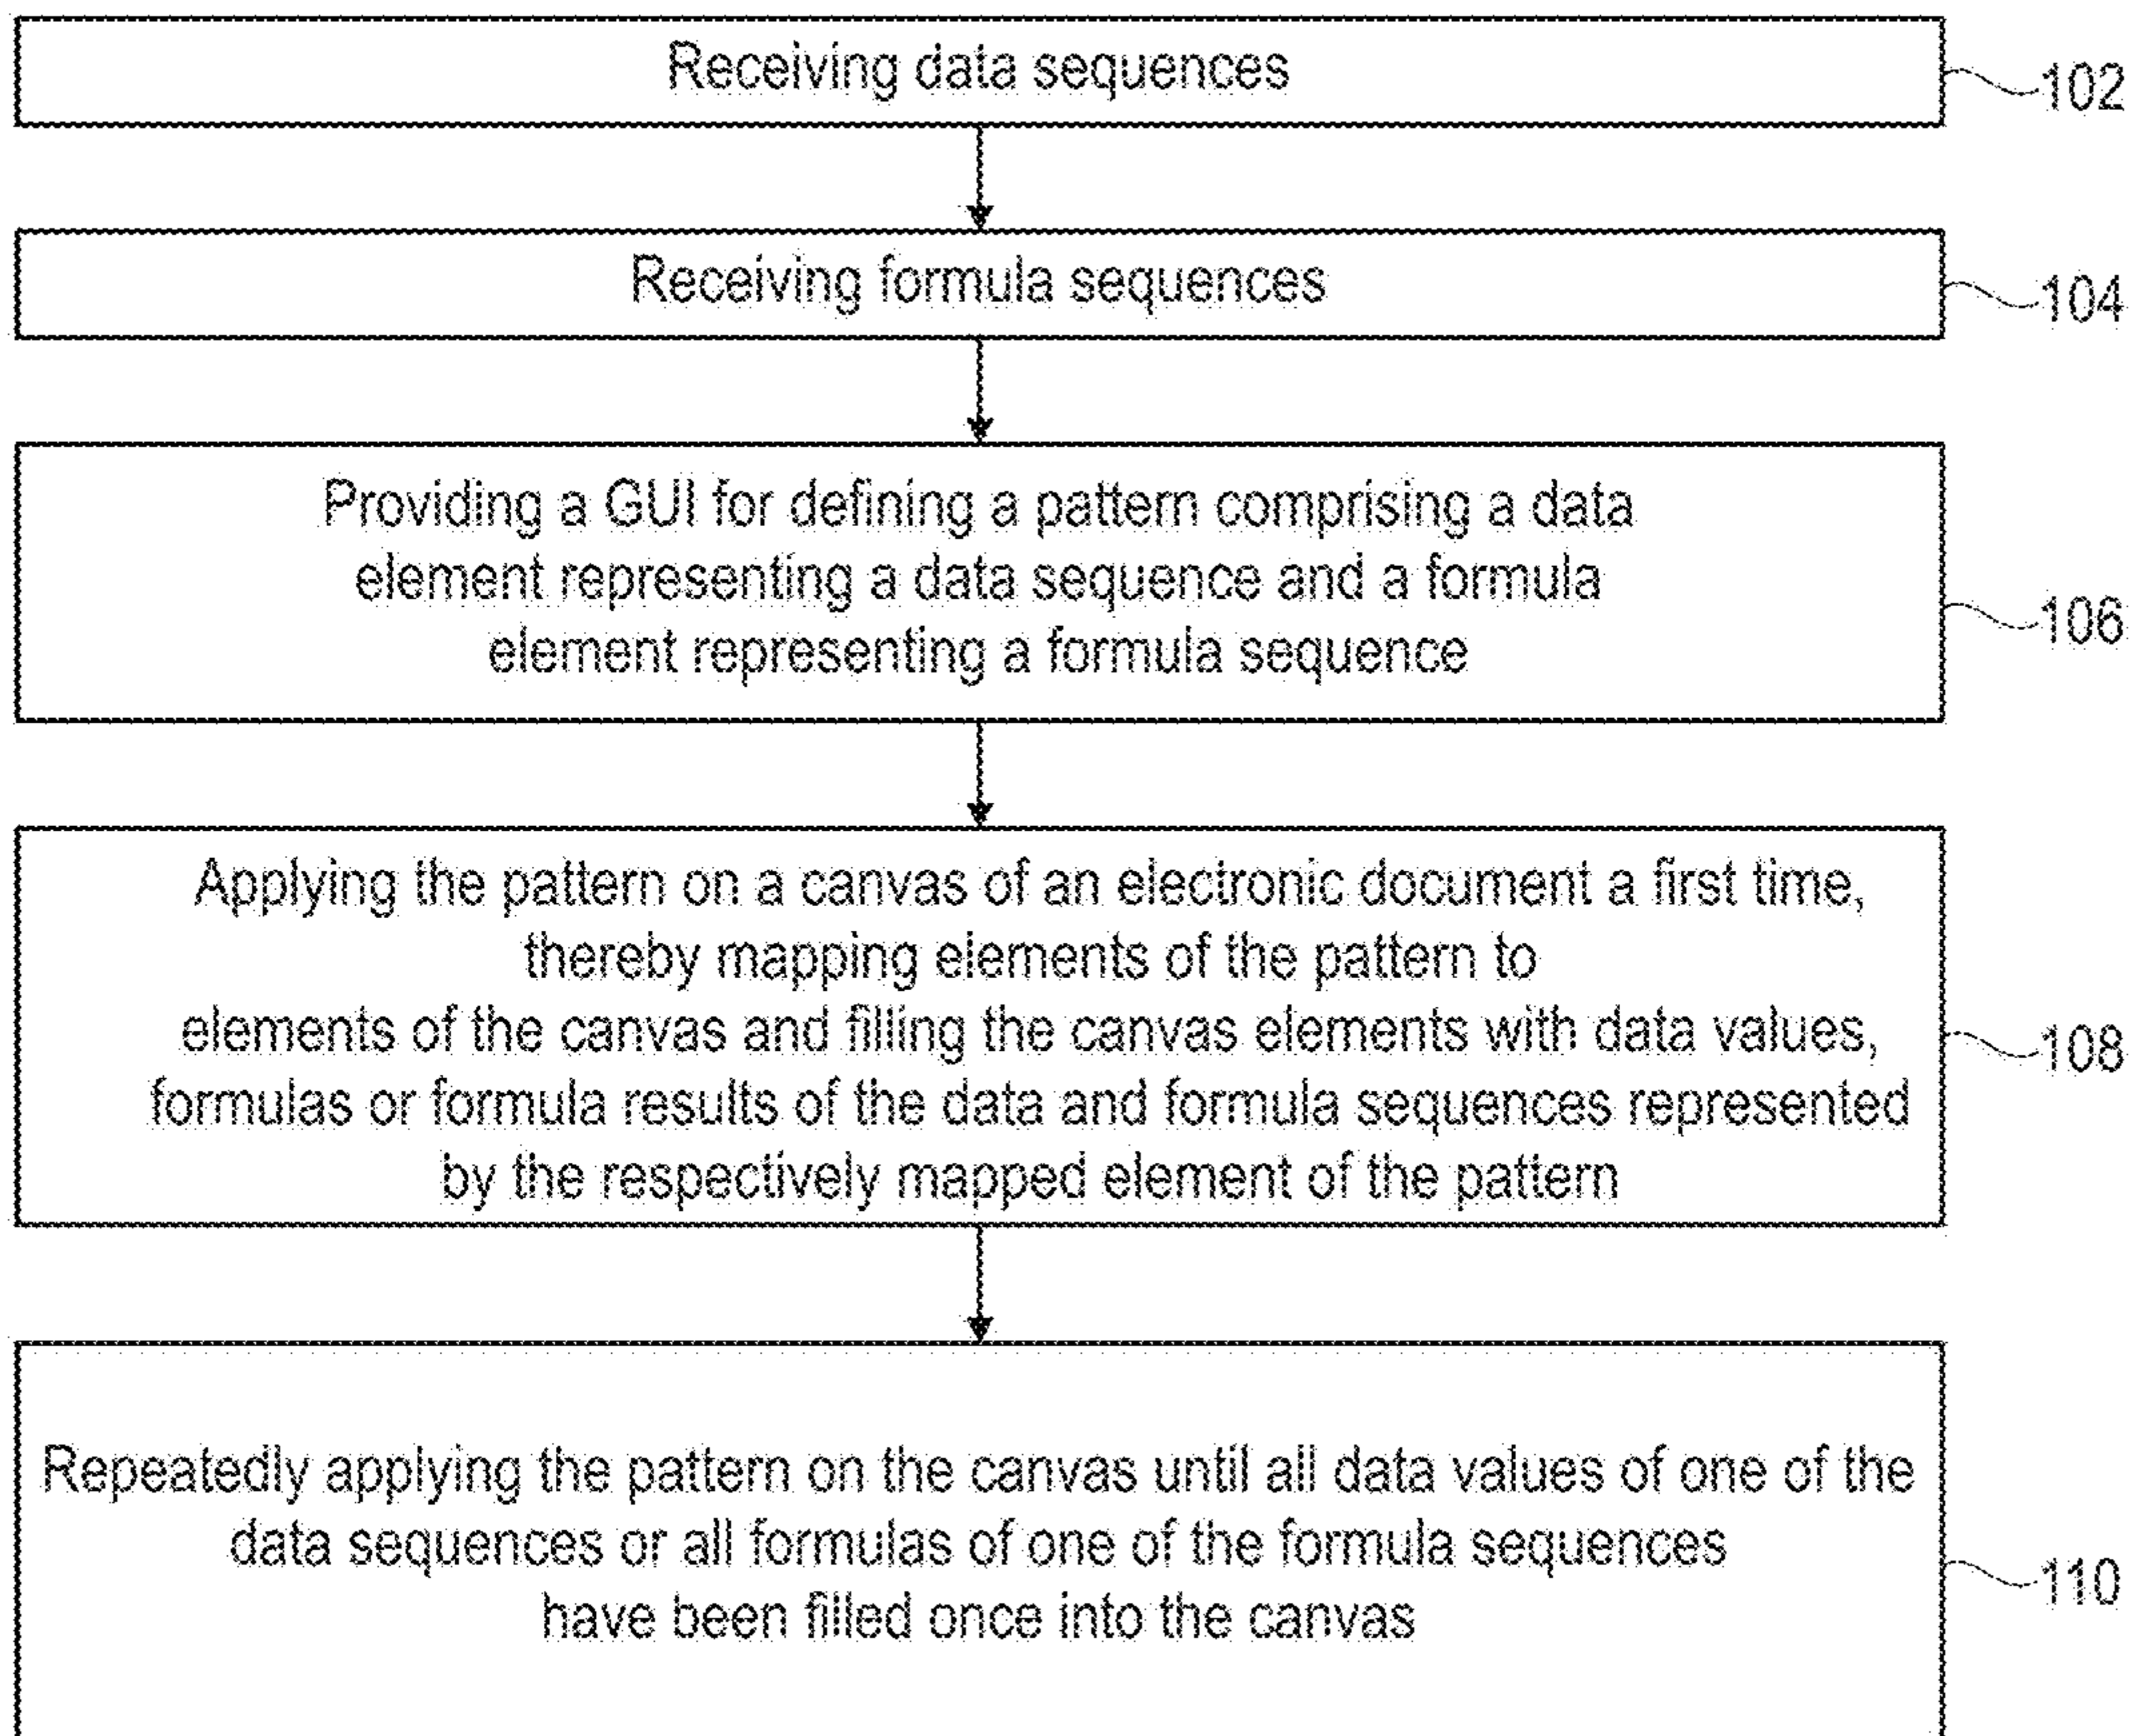 Receiving data sequences
102
Receiving formula sequences
104
Providing a GUI for defining a pattern comprising a data
element representing a data sequence and a formula
element representing a formula sequence
106
Applying the pattern on a canvas of an electronic document a first time,
thereby mapping elements of the pattern to
elements of the canvas and filling the canvas elements with data values,
formulas or formula results of the data and formula sequences represented
by the respectively mapped element of the pattern
108
Repeatedly applying the pattern on the canvas until all data values of one of the
data sequences or all formulas of one of the formula sequences
have been filled once into the canvas
110